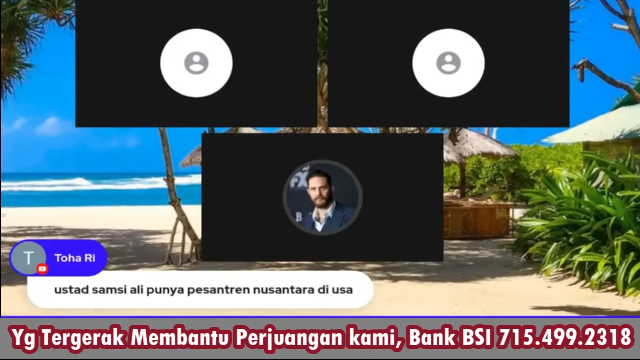 FX
B
T
Toha Ri
ustad samsi ali punya pesantren nusantara di usa
Yg Tergerak Membantu Perjuangan kami, Bank BSI 715.499.2318